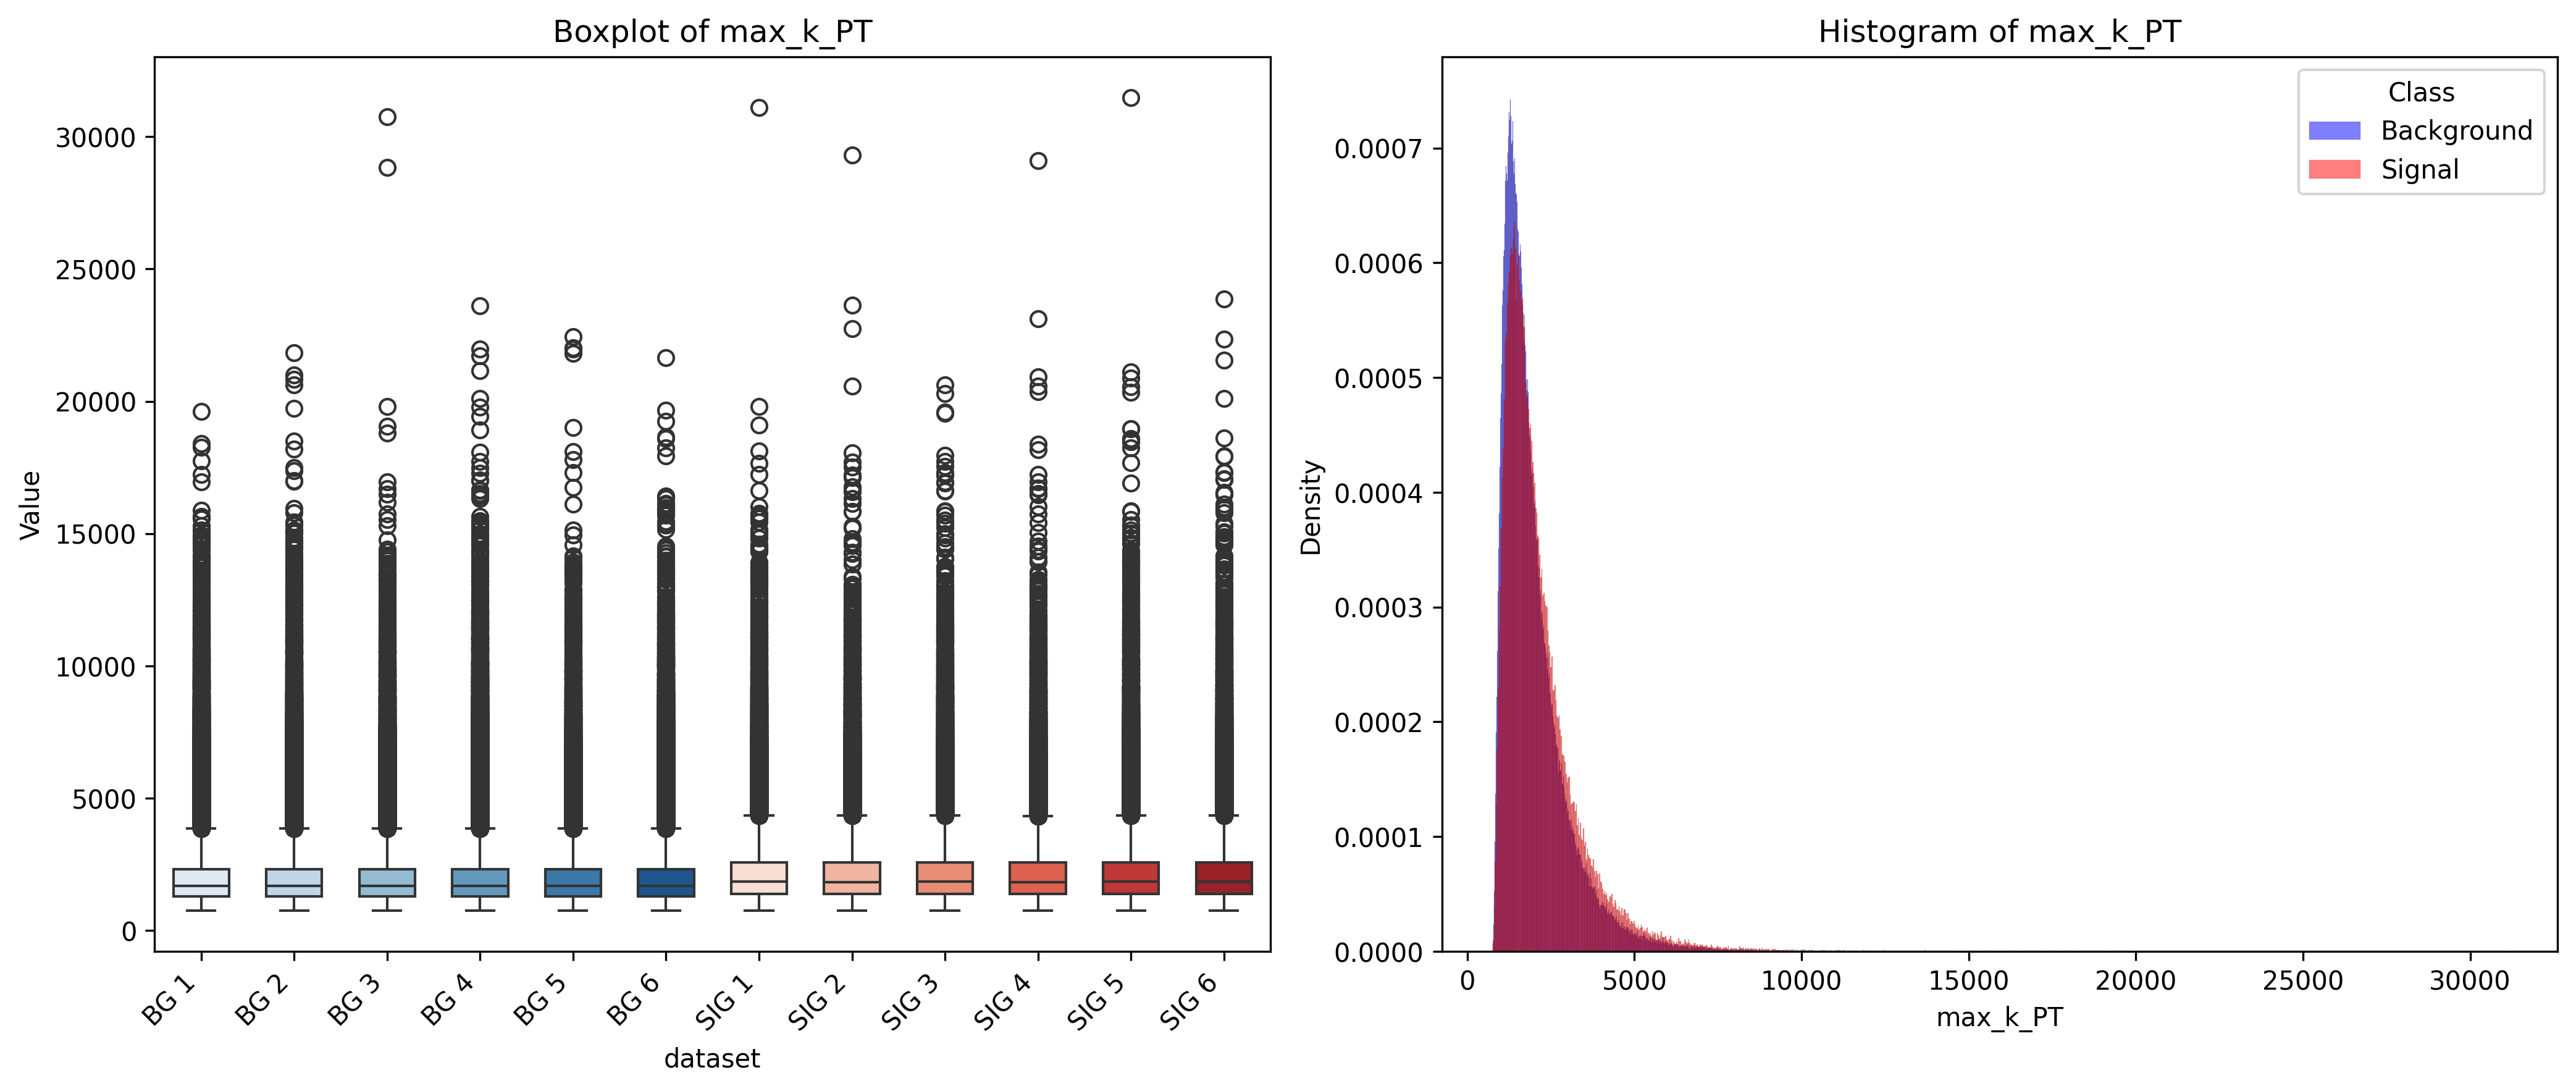 Boxplot of max_k_PT
Value
30000
25000
20000
15000
10000
5000
0
BG 1
BG 2
BG 3
BG 4
BG 5
BG 6
SIG 1
SIG 2
SIG 3
SIG 4
SIG 5
SIG 6
dataset
Histogram of max_k_PT
Class
Background
Signal
Density
0.0007
0.0006
0.0005
0.0004
0.0003
0.0002
0.0001
0.0000
0
5000
10000
15000
20000
25000
30000
max_k_PT